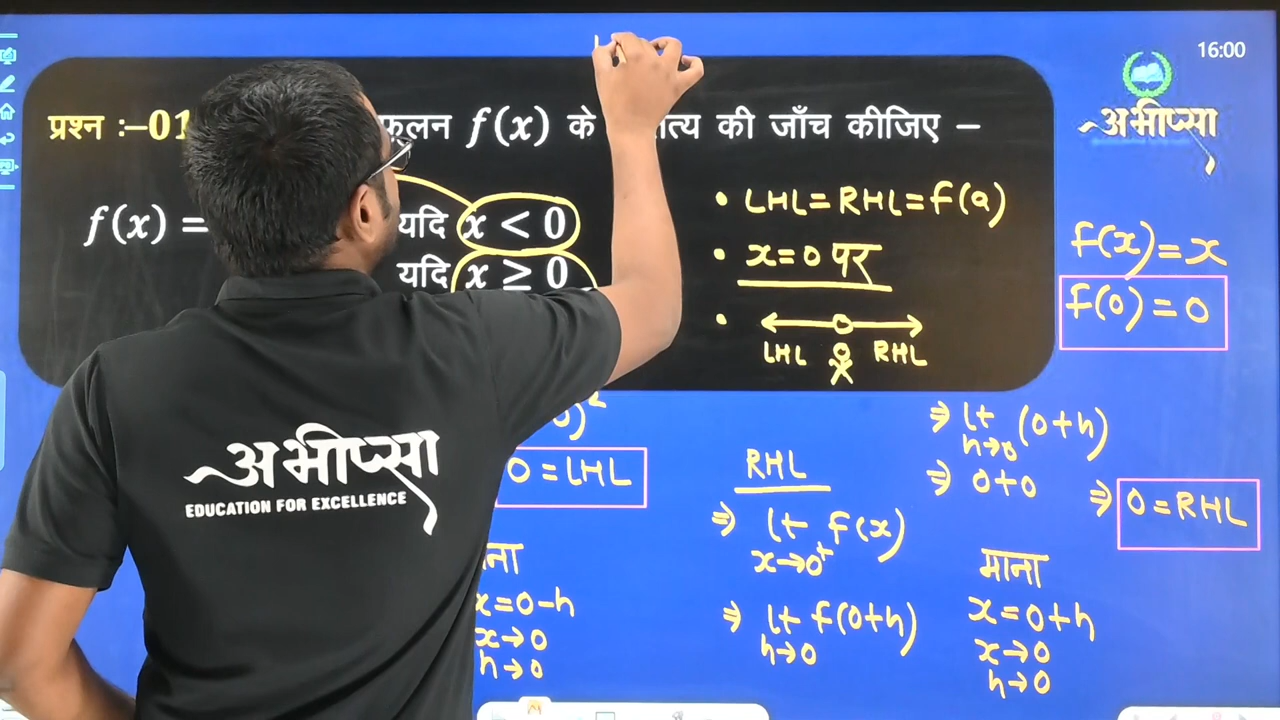 16:00
अभीप्सा
प्रश्न :–01
फलन f(x) के की जाँच कीजिए –
f(x) =
यदि x < 0
यदि x ≥ 0
• LHL=RHL=f(a)
• x=0 पर
•
LHL RHL
f(x)=x
f(0)=0
0)²
0=LHL
x=0-h
x→0
h→0
RHL
⇒ lt f(x)
x→0⁺
⇒ lt f(0+h)
h→0
⇒ lt (0+h)
h→0
⇒ 0+0 ⇒ 0=RHL
माना
x=0+h
x→0
h→0
अभीप्सा
EDUCATION FOR EXCELLENCE